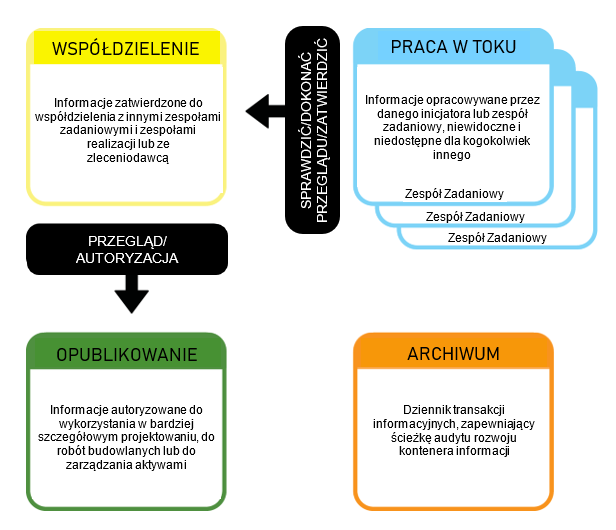 WSPÓŁDZIELENIE
Informacje zatwierdzone do
współdzielenia z innymi zespołami
zadaniowymi i zespołami
realizacji lub ze
zleceniodawcą
SPRAWDZIĆ/DOKONAĆ
PRZEGLĄDU/ZATWIERDZIĆ
PRACA W TOKU
Informacje opracowywane przez
danego inicjatora lub zespół
zadaniowy, niewidoczne i
niedostępne dla kogokolwiek
innego
Zespół Zadaniowy
Zespół Zadaniowy
Zespół Zadaniowy
PRZEGLĄD/
AUTORYZACJA
OPUBLIKOWANIE
Informacje autoryzowane do
wykorzystania w bardziej
szczegółowym projektowaniu, do
robót budowlanych lub do
zarządzania aktywami
ARCHIWUM
Dziennik transakcji
informacyjnych, zapewniający
ścieżkę audytu rozwoju
kontenera informacji